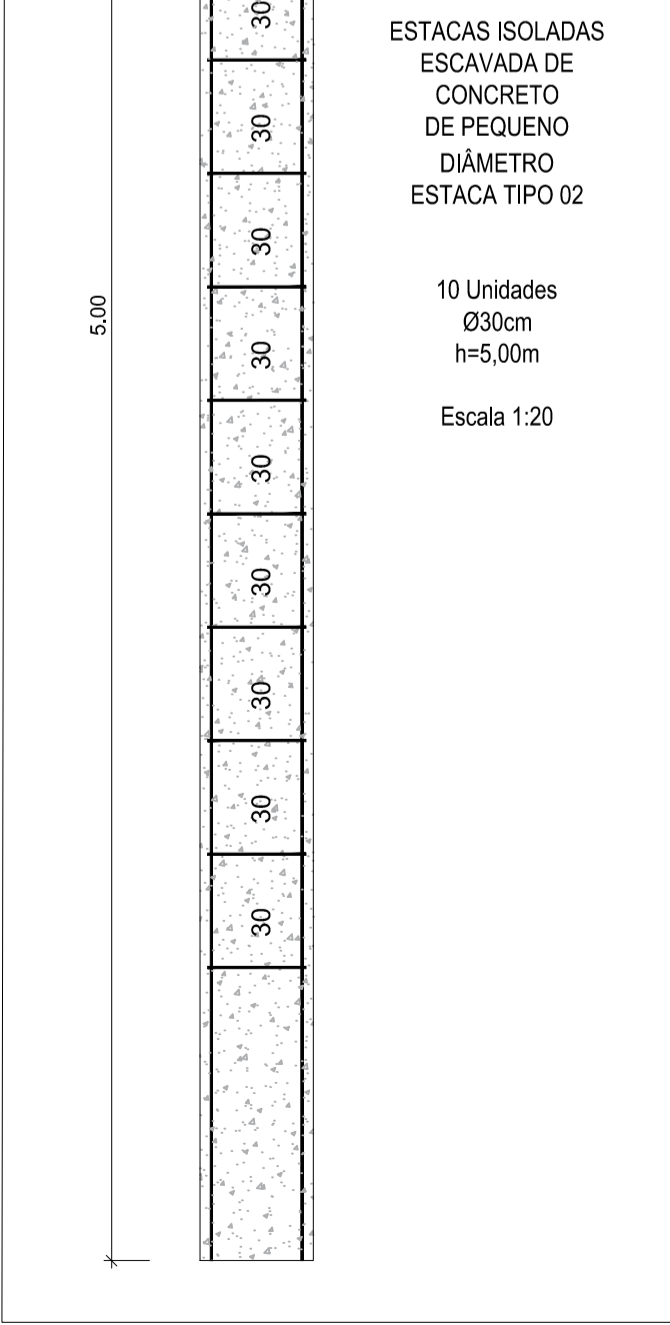 ESTACAS ISOLADAS
ESCAVADA DE
CONCRETO
DE PEQUENO
DIÂMETRO
ESTACA TIPO 02
10 Unidades
Ø30cm
h=5,00m
Escala 1:20
5.00
30
30
30
30
30
30
30
30
30